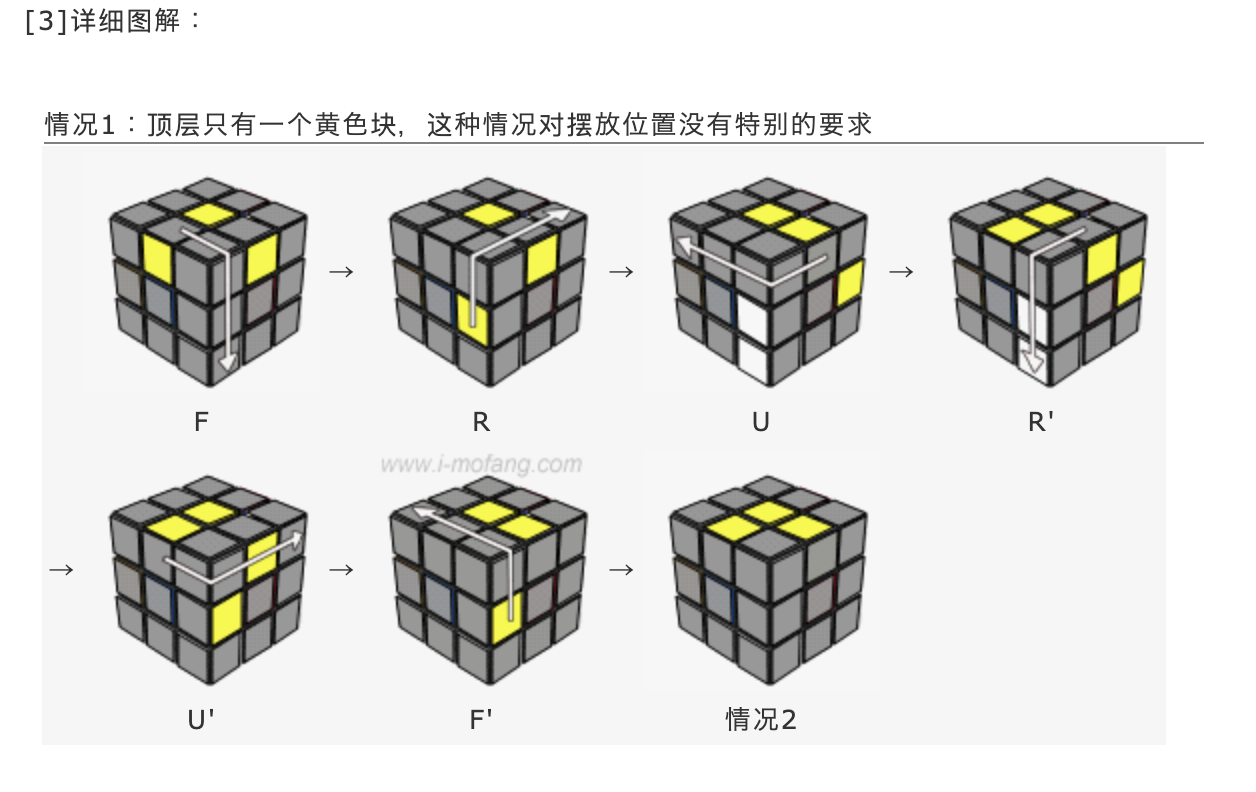 [3]详细图解：
情况1：顶层只有一个黄色块，这种情况对摆放位置没有特别的要求
→ → →
F R U R'
www.i-mofang.com
→ → →
U' F' 情况2